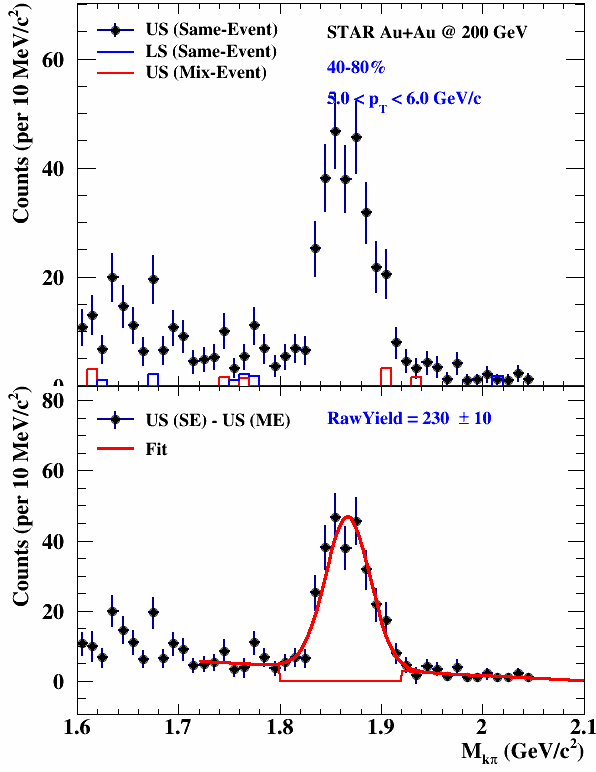 Counts (per 10 MeV/c²)
60
40
20
0
US (Same-Event)
LS (Same-Event)
US (Mix-Event)
STAR Au+Au @ 200 GeV
40-80%
5.0 < p_T < 6.0 GeV/c
Counts (per 10 MeV/c²)
80
60
40
20
0
US (SE) - US (ME)
Fit
RawYield = 230 ± 10
1.6 1.7 1.8 1.9 2 2.1
M_kπ (GeV/c²)